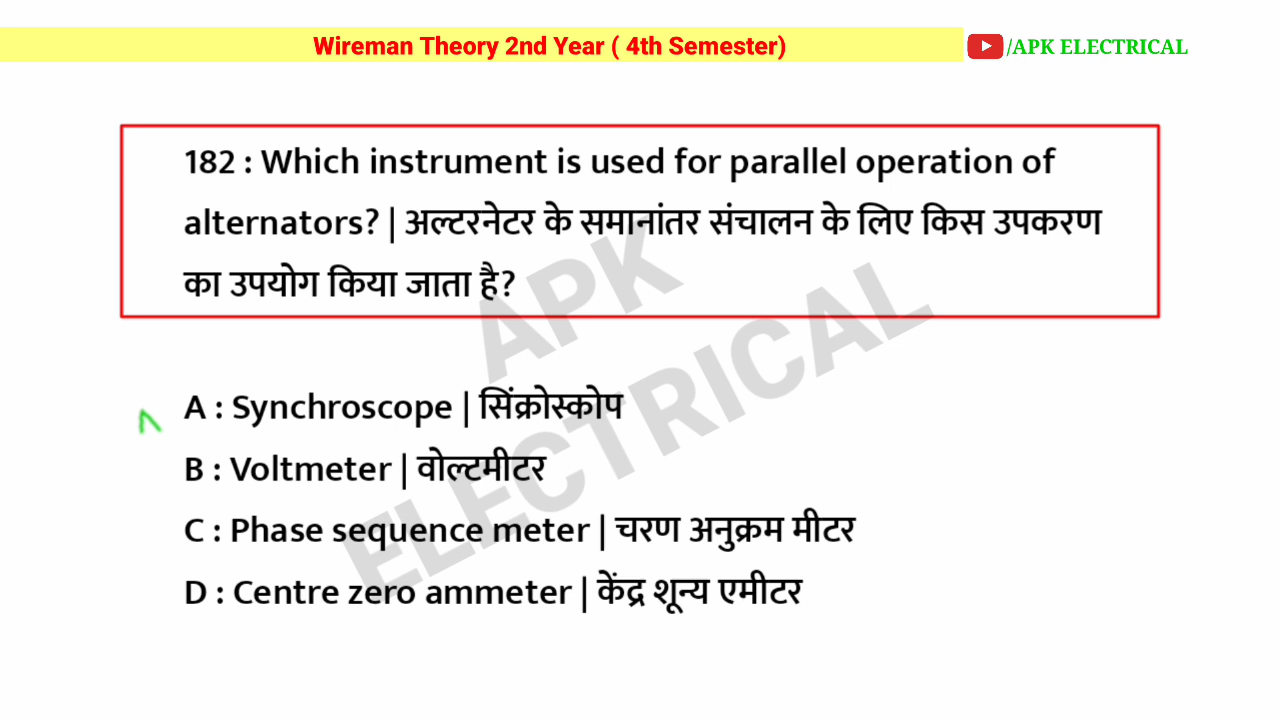 Wireman Theory 2nd Year ( 4th Semester)
/APK ELECTRICAL
182 : Which instrument is used for parallel operation of
alternators? | अल्टरनेटर के समानांतर संचालन के लिए किस उपकरण
का उपयोग किया जाता है?
A : Synchroscope | सिंक्रोस्कोप
B : Voltmeter | वोल्टमीटर
C : Phase sequence meter | चरण अनुक्रम मीटर
D : Centre zero ammeter | केंद्र शून्य एमीटर
APK
ELECTRICAL